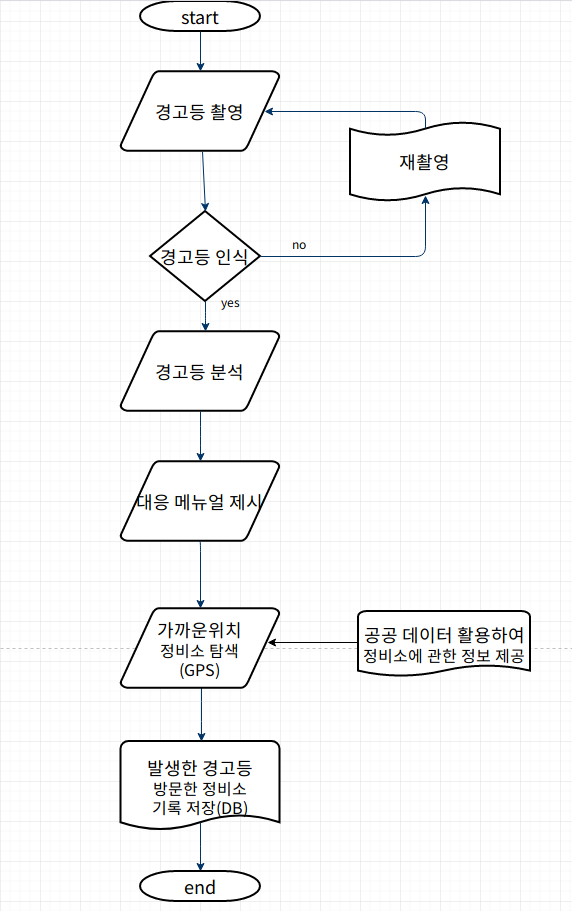 start
경고등 촬영
재촬영
경고등 인식
no
yes
경고등 분석
대응 메뉴얼 제시
가까운위치
정비소 탐색
(GPS)
공공 데이터 활용하여
정비소에 관한 정보 제공
발생한 경고등
방문한 정비소
기록 저장(DB)
end